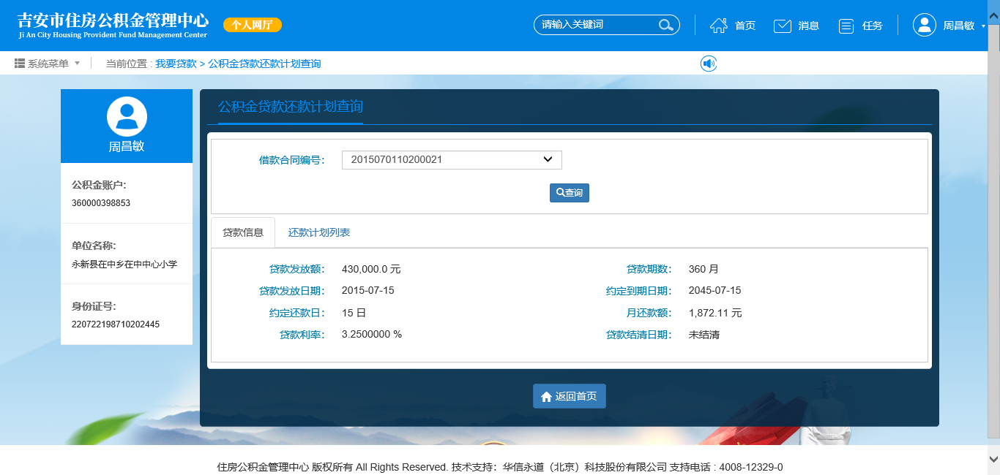 吉安市住房公积金管理中心
Ji An City Housing Provident Fund Management Center
个人网厅
请输入关键词
首页
消息
任务
周昌敏
系统菜单
当前位置 : 我要贷款 > 公积金贷款还款计划查询
周昌敏
公积金账户:
360000398853
单位名称:
永新县在中乡在中中心小学
身份证号:
220722198710202445
公积金贷款还款计划查询
借款合同编号: 2015070110200021
查询
贷款信息 还款计划列表
贷款发放额: 430,000.0 元 贷款期数: 360 月
贷款发放日期: 2015-07-15 约定到期日期: 2045-07-15
约定还款日: 15 日 月还款额: 1,872.11 元
贷款利率: 3.2500000 % 贷款结清日期: 未结清
返回首页
住房公积金管理中心 版权所有 All Rights Reserved. 技术支持：华信永道（北京）科技股份有限公司 支持电话 : 4008-12329-0